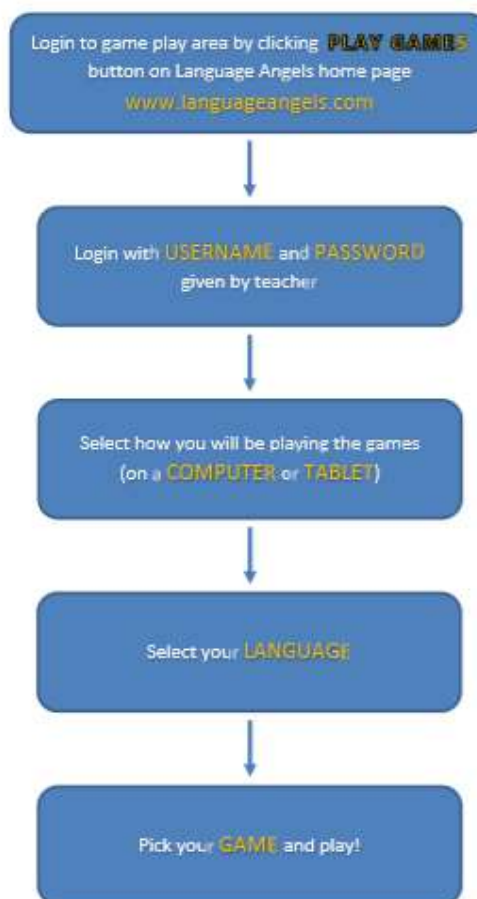 Login to game play area by clicking PLAY GAMES
button on Language Angels home page
www.languageangels.com
Login with USERNAME and PASSWORD
given by teacher
Select how you will be playing the games
(on a COMPUTER or TABLET)
Select your LANGUAGE
Pick your GAME and play!